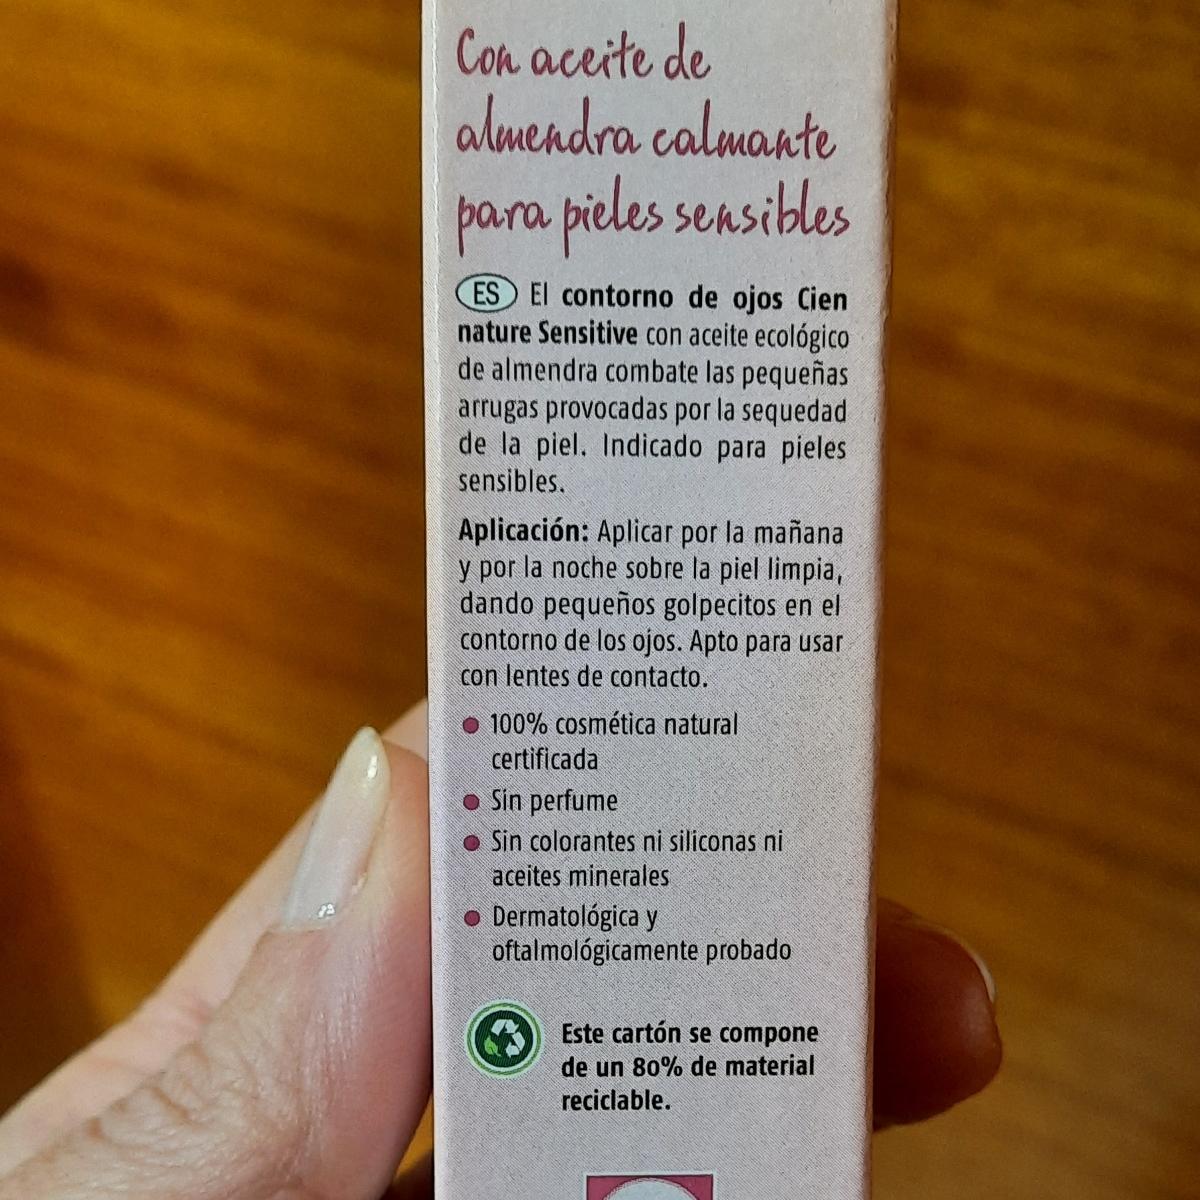 Con aceite de
almendra calmante
para pieles sensibles
ES El contorno de ojos Cien
nature Sensitive con aceite ecológico
de almendra combate las pequeñas
arrugas provocadas por la sequedad
de la piel. Indicado para pieles
sensibles.
Aplicación: Aplicar por la mañana
y por la noche sobre la piel limpia,
dando pequeños golpecitos en el
contorno de los ojos. Apto para usar
con lentes de contacto.
● 100% cosmética natural
certificada
● Sin perfume
● Sin colorantes ni siliconas ni
aceites minerales
● Dermatológica y
oftalmológicamente probado
Este cartón se compone
de un 80% de material
reciclable.